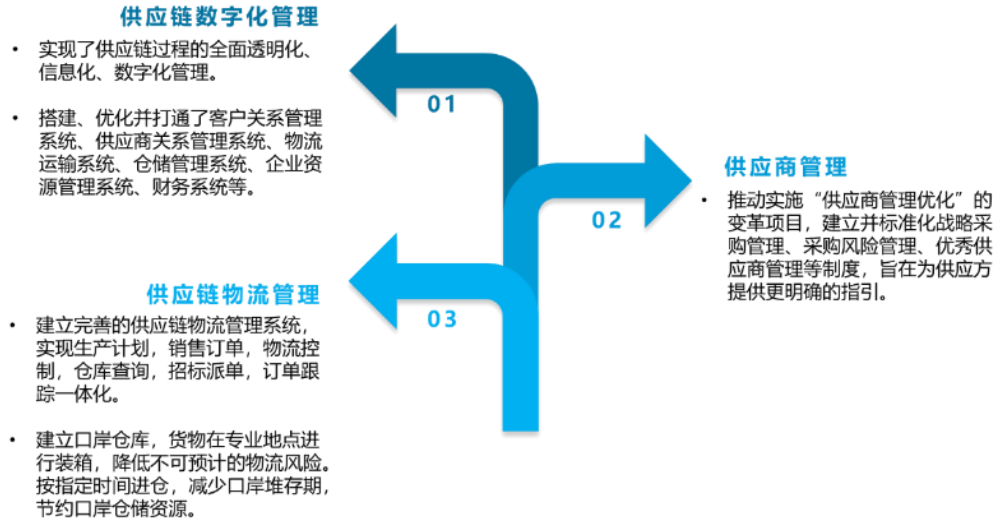 供应链数字化管理
• 实现了供应链过程的全面透明化、
信息化、数字化管理。
• 搭建、优化并打通了客户关系管理
系统、供应商关系管理系统、物流
运输系统、仓储管理系统、企业资
源管理系统、财务系统等。
01
供应商管理
• 推动实施“供应商管理优化”的
变革项目，建立并标准化战略采
购管理、采购风险管理、优秀供
应商管理等制度，旨在为供应方
提供更明确的指引。
02
供应链物流管理
• 建立完善的供应链物流管理系统，
实现生产计划，销售订单，物流控
制，仓库查询，招标派单，订单跟
踪一体化。
• 建立口岸仓库，货物在专业地点进
行装箱，降低不可预计的物流风险。
按指定时间进仓，减少口岸堆存期，
节约口岸仓储资源。
03